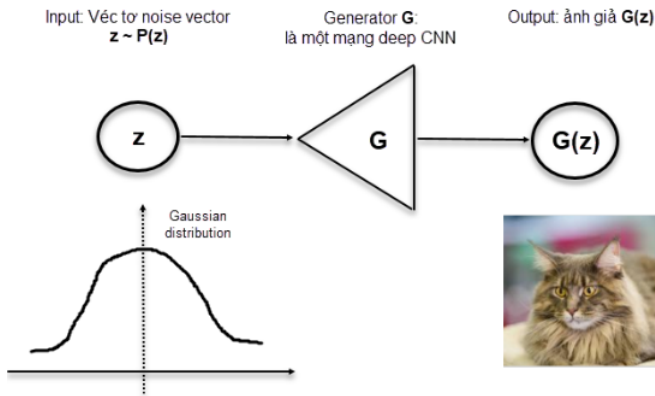 Input: Véc tơ noise vector
z ~ P(z)
Generator G:
là một mạng deep CNN
Output: ảnh giả G(z)
z
G
G(z)
Gaussian
distribution